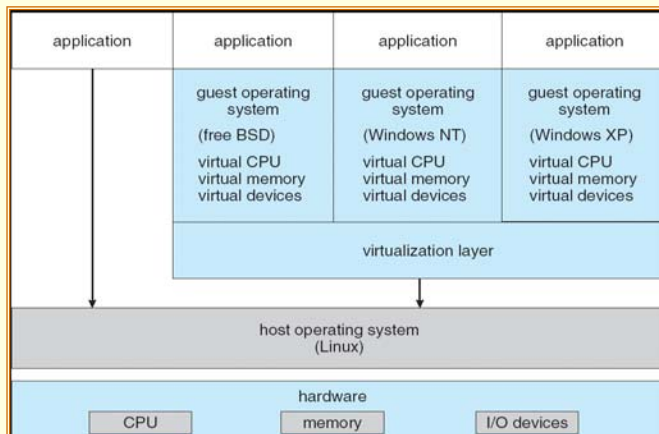 application
application
application
application
guest operating
system
(free BSD)
virtual CPU
virtual memory
virtual devices
guest operating
system
(Windows NT)
virtual CPU
virtual memory
virtual devices
guest operating
system
(Windows XP)
virtual CPU
virtual memory
virtual devices
virtualization layer
host operating system
(Linux)
hardware
CPU
memory
I/O devices